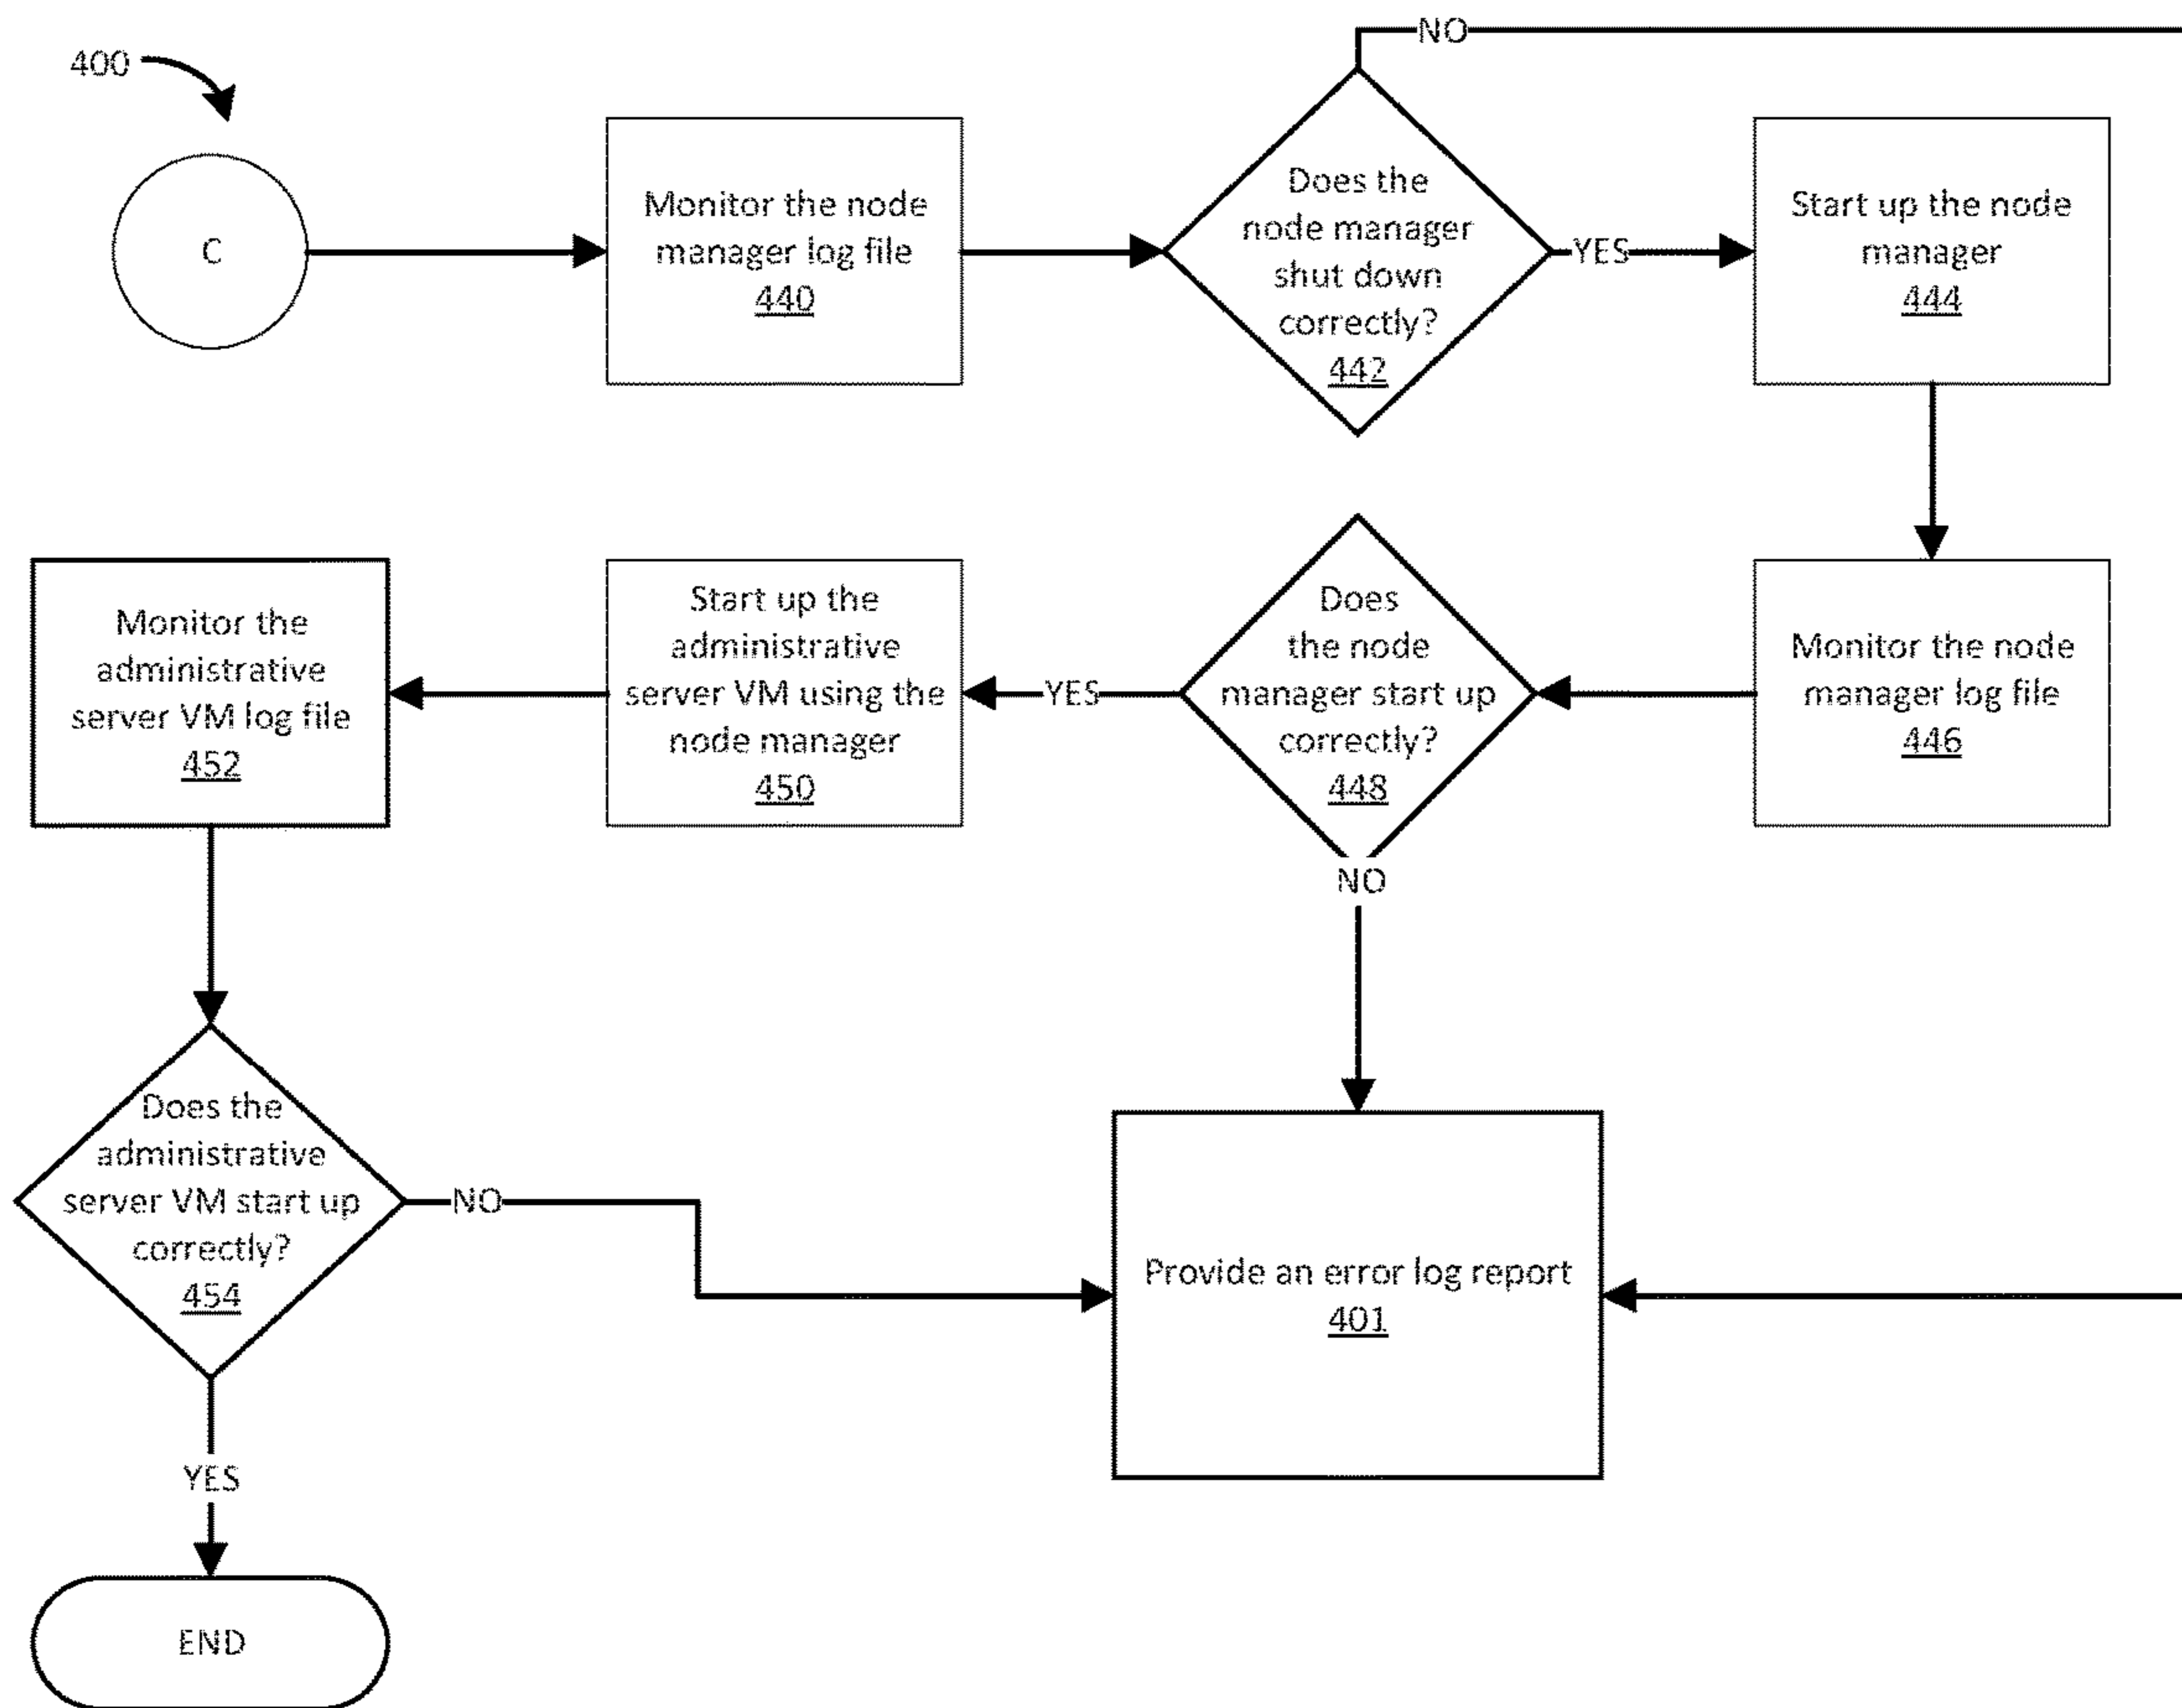 400
C
Monitor the node
manager log file
440
Does the
node manager
shut down
correctly?
442
NO
YES
Start up the node
manager
444
Monitor the node
manager log file
446
Does
the node
manager start up
correctly?
448
YES
NO
Start up the
administrative
server VM using the
node manager
450
Monitor the
administrative
server VM log file
452
Does the
administrative
server VM start up
correctly?
454
NO
YES
Provide an error log report
401
END